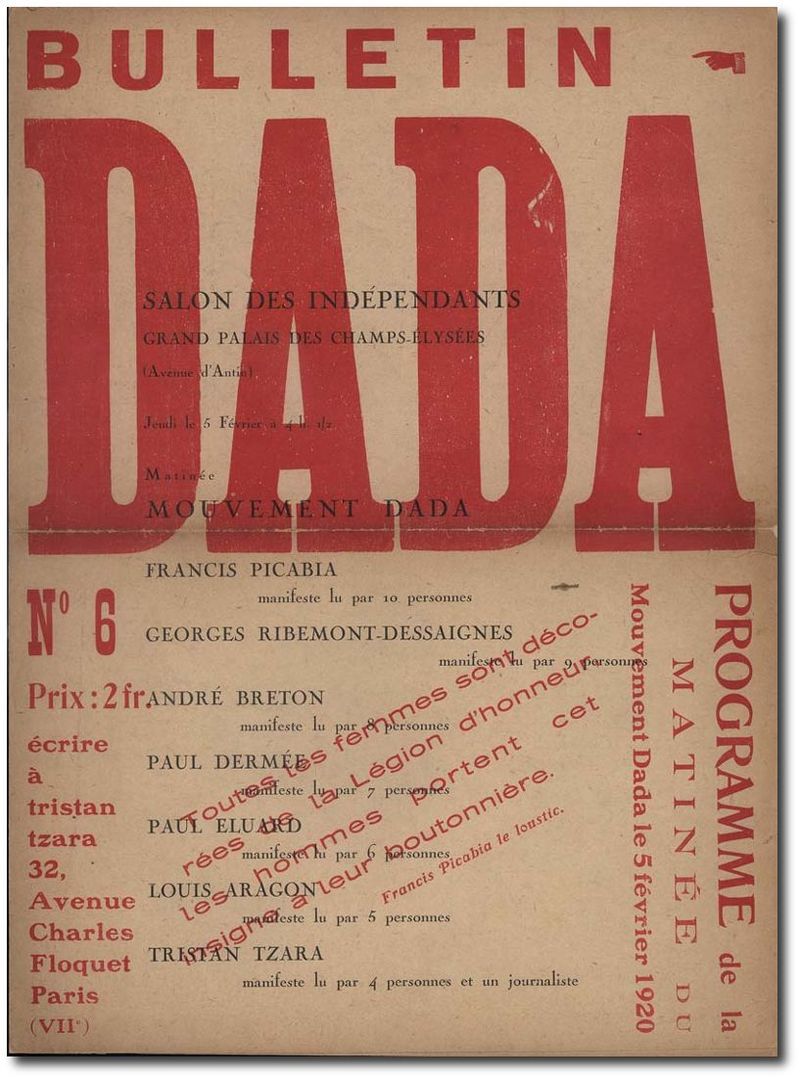 BULLETIN
DADA
SALON DES INDÉPENDANTS
GRAND PALAIS DES CHAMPS-ÉLYSÉES
(Avenue d'Antin)
Jeudi le 5 Février à 4 h. 1/2
Matinée
MOUVEMENT DADA
FRANCIS PICABIA
manifeste lu par 10 personnes
GEORGES RIBEMONT-DESSAIGNES
manifeste lu par 9 personnes
ANDRÉ BRETON
manifeste lu par 8 personnes
PAUL DERMÉE
manifeste lu par 7 personnes
PAUL ELUARD
manifeste lu par 6 personnes
LOUIS ARAGON
manifeste lu par 5 personnes
TRISTAN TZARA
manifeste lu par 4 personnes et un journaliste
Nº 6
Prix : 2 fr.
écrire
à
tristan
tzara
32,
Avenue
Charles
Floquet
Paris
(VIIᵉ)
Toutes les femmes sont déco-
rées de la Légion d'honneur,
les hommes portent cet
insigne à leur boutonnière.
Francis Picabia le loustic.
PROGRAMME de la
MATINÉE DU
Mouvement Dada le 5 février 1920